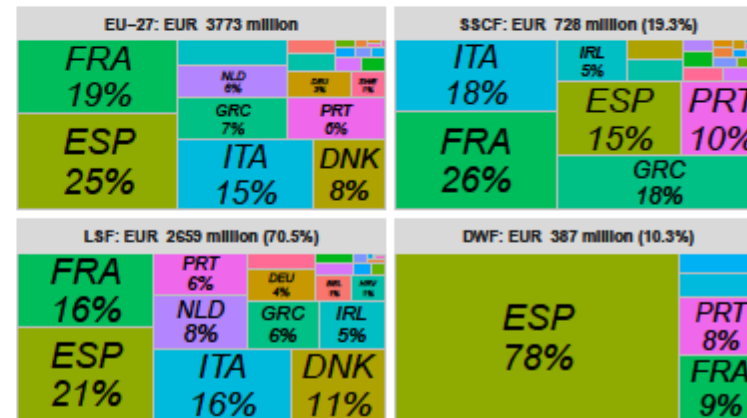 EU–27: EUR 3773 million
FRA
19%
ESP
25%
NLD
6%
GRC
7%
ITA
15%
DEU
3%
PRT
6%
DNK
8%
SSCF: EUR 728 million (19.3%)
ITA
18%
FRA
26%
IRL
5%
ESP
15%
PRT
10%
GRC
18%
LSF: EUR 2659 million (70.5%)
FRA
16%
ESP
21%
PRT
6%
NLD
8%
ITA
16%
DEU
4%
GRC
6%
IRL
5%
DNK
11%
DWF: EUR 387 million (10.3%)
ESP
78%
PRT
8%
FRA
9%